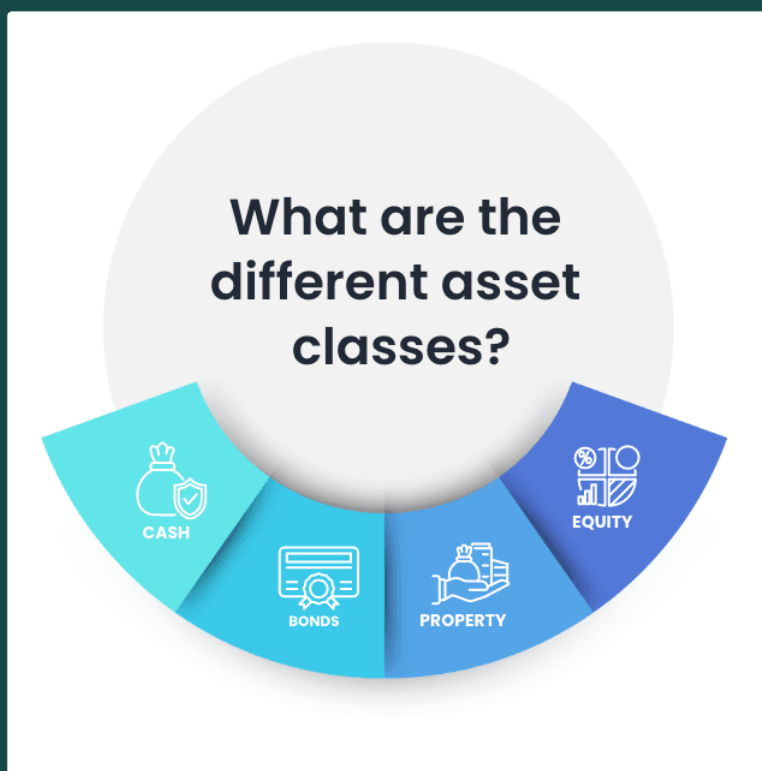 What are the
different asset
classes?
CASH
BONDS
PROPERTY
EQUITY
%